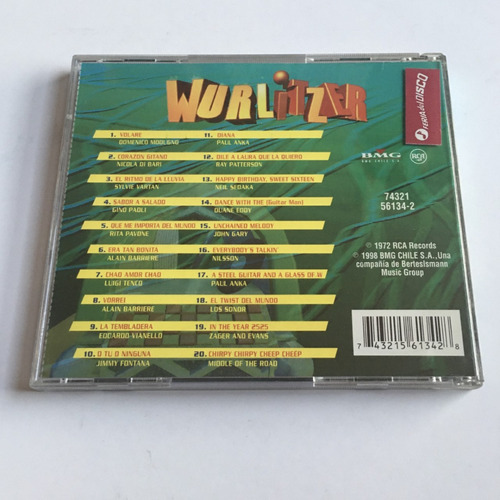 WURLITZER
FERIA del DISCO
1. VOLARE
DOMENICO MODUGNO
2. CORAZON GITANO
NICOLA DI BARI
3. EL RITMO DE LA LLUVIA
SYLVIE VARTAN
4. SABOR A SALADO
GINO PAOLI
5. QUE ME IMPORTA DEL MUNDO
RITA PAVONE
6. ERA TAN BONITA
ALAIN BARRIERE
7. CHAO AMOR CHAO
LUIGI TENCO
8. VORREI
ALAIN BARRIERE
9. LA TEMBLADERA
EDOARDO VIANELLO
10. O TU O NINGUNA
JIMMY FONTANA
11. DIANA
PAUL ANKA
12. DILE A LAURA QUE LA QUIERO
RAY PATTERSON
13. HAPPY BIRTHDAY, SWEET SIXTEEN
NEIL SEDAKA
14. DANCE WITH THE (Guitar Man)
DUANE EDDY
15. UNCHAINED MELODY
JOHN GARY
16. EVERYBODY'S TALKIN'
NILSSON
17. A STEEL GUITAR AND A GLASS OF W
PAUL ANKA
18. EL TWIST DEL MUNDO
LOS SONOR
19. IN THE YEAR 2525
ZAGER AND EVANS
20. CHIRPY CHIRPY CHEEP CHEEP
MIDDLE OF THE ROAD
BMG
BMG CHILE S.A.
RCA
74321
56134-2
℗ 1972 RCA Records
© 1998 BMG CHILE S.A., Una
compañía de Bertelsmann
Music Group
7 43215 61342 8